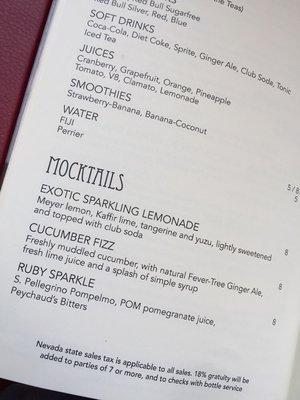 Red Bull Sugarfree
Red Bull Silver, Red, Blue
SOFT DRINKS
Coca-Cola, Diet Coke, Sprite, Ginger Ale, Club Soda, Tonic
Iced Tea
JUICES
Cranberry, Grapefruit, Orange, Pineapple
Tomato, V8, Clamato, Lemonade
SMOOTHIES
Strawberry-Banana, Banana-Coconut
WATER
FIJI
Perrier
5 / 8
5
MOCKTAILS
EXOTIC SPARKLING LEMONADE
Meyer lemon, Kaffir lime, tangerine and yuzu, lightly sweetened
and topped with club soda 8
CUCUMBER FIZZ
Freshly muddled cucumber, with natural Fever-Tree Ginger Ale,
fresh lime juice and a splash of simple syrup 8
RUBY SPARKLE
S. Pellegrino Pompelmo, POM pomegranate juice,
Peychaud's Bitters 8
Nevada state sales tax is applicable to all sales. 18% gratuity will be
added to parties of 7 or more, and to checks with bottle service